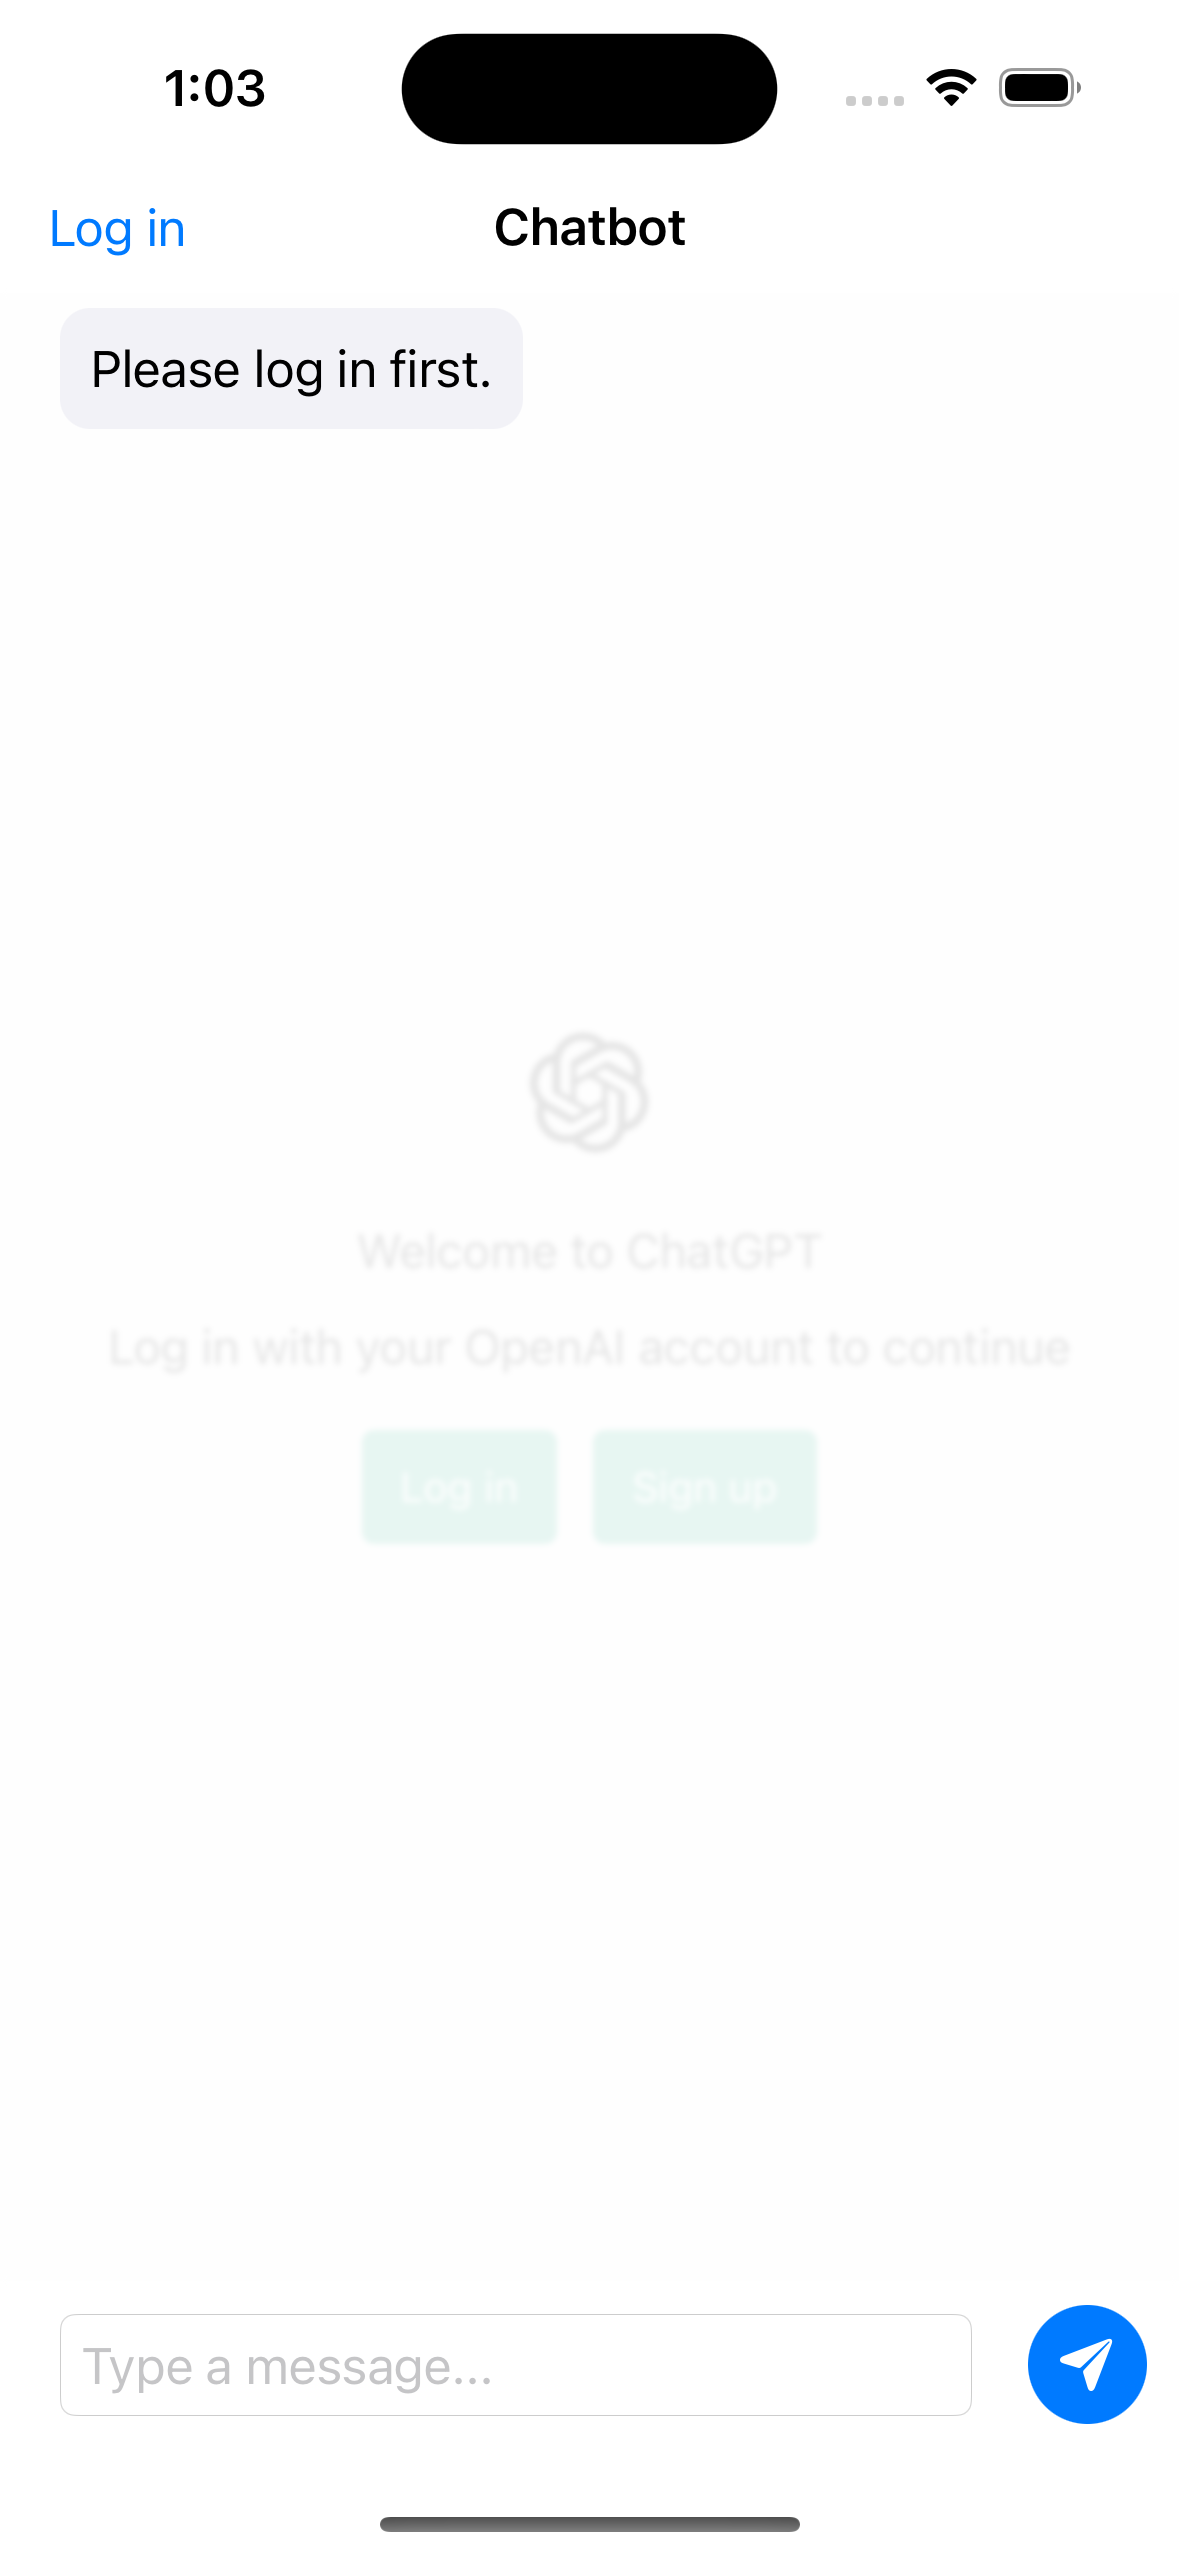 1:03
Log in
Chatbot
Please log in first.
Welcome to ChatGPT
Log in with your OpenAI account to continue
Log in
Sign up
Type a message...